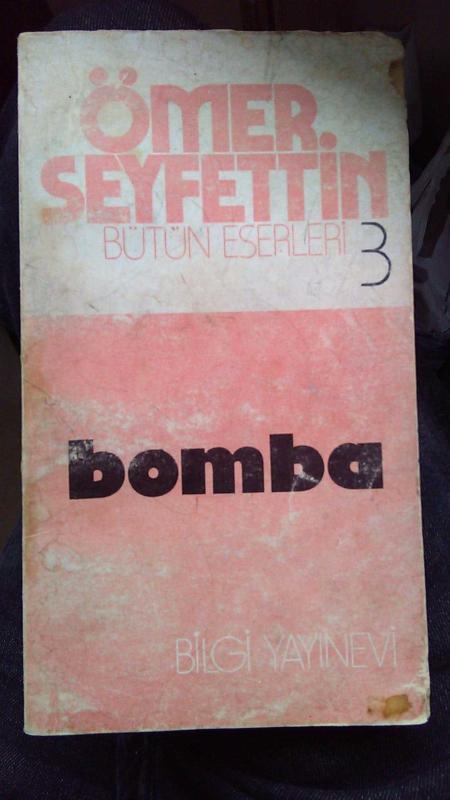 ÖMER
SEYFETTİN
BÜTÜN ESERLERİ 3
bomba
BİLGİ YAYINEVİ